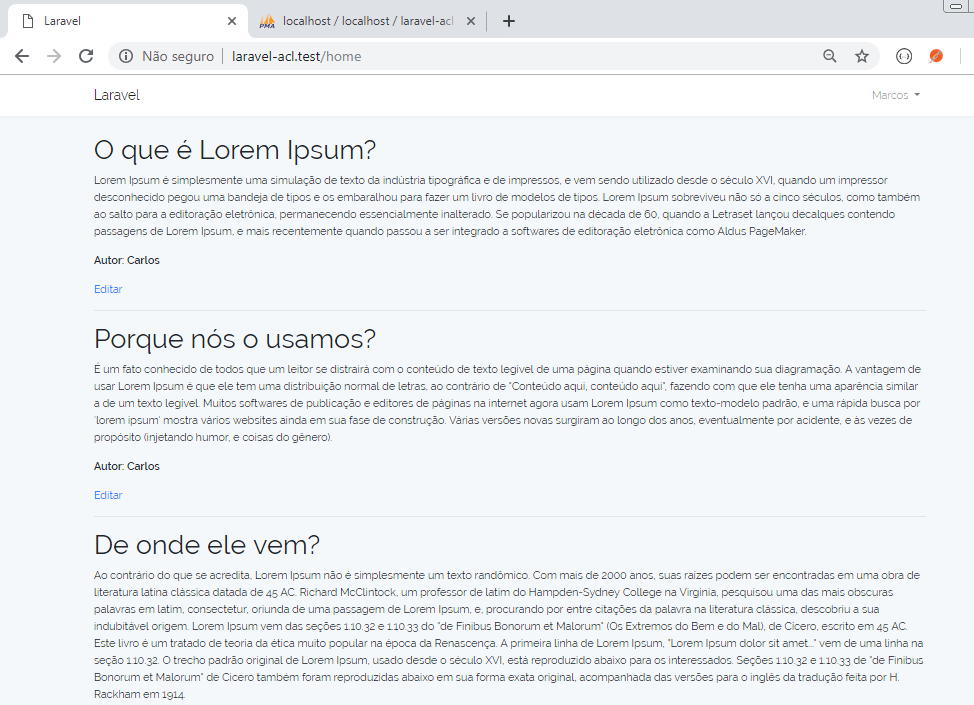 Laravel
localhost / localhost / laravel-acl
Não seguro
laravel-acl.test/home
Laravel
Marcos
O que é Lorem Ipsum?
Lorem Ipsum é simplesmente uma simulação de texto da indústria tipográfica e de impressos, e vem sendo utilizado desde o século XVI, quando um impressor
desconhecido pegou uma bandeja de tipos e os embaralhou para fazer um livro de modelos de tipos. Lorem Ipsum sobreviveu não só a cinco séculos, como também
ao salto para a editoração eletrônica, permanecendo essencialmente inalterado. Se popularizou na década de 60, quando a Letraset lançou decalques contendo
passagens de Lorem Ipsum, e mais recentemente quando passou a ser integrado a softwares de editoração eletrônica como Aldus PageMaker.
Autor: Carlos
Editar
Porque nós o usamos?
É um fato conhecido de todos que um leitor se distrairá com o conteúdo de texto legível de uma página quando estiver examinando sua diagramação. A vantagem de
usar Lorem Ipsum é que ele tem uma distribuição normal de letras, ao contrário de "Conteúdo aqui, conteúdo aqui", fazendo com que ele tenha uma aparência similar
a de um texto legível. Muitos softwares de publicação e editores de páginas na internet agora usam Lorem Ipsum como texto-modelo padrão, e uma rápida busca por
'lorem ipsum' mostra vários websites ainda em sua fase de construção. Várias versões novas surgiram ao longo dos anos, eventualmente por acidente, e às vezes de
propósito (injetando humor, e coisas do gênero).
Autor: Carlos
Editar
De onde ele vem?
Ao contrário do que se acredita, Lorem Ipsum não é simplesmente um texto randômico. Com mais de 2000 anos, suas raízes podem ser encontradas em uma obra de
literatura latina clássica datada de 45 AC. Richard McClintock, um professor de latim do Hampden-Sydney College na Virginia, pesquisou uma das mais obscuras
palavras em latim, consectetur, oriunda de uma passagem de Lorem Ipsum, e, procurando por entre citações da palavra na literatura clássica, descobriu a sua
indubitável origem. Lorem Ipsum vem das seções 1.10.32 e 1.10.33 do "de Finibus Bonorum et Malorum" (Os Extremos do Bem e do Mal), de Cícero, escrito em 45 AC.
Este livro é um tratado de teoria da ética muito popular na época da Renascença. A primeira linha de Lorem Ipsum, "Lorem Ipsum dolor sit amet..." vem de uma linha na
seção 1.10.32. O trecho padrão original de Lorem Ipsum, usado desde o século XVI, está reproduzido abaixo para os interessados. Seções 1.10.32 e 1.10.33 de "de Finibus
Bonorum et Malorum" de Cicero também foram reproduzidas abaixo em sua forma exata original, acompanhada das versões para o inglês da tradução feita por H.
Rackham em 1914.